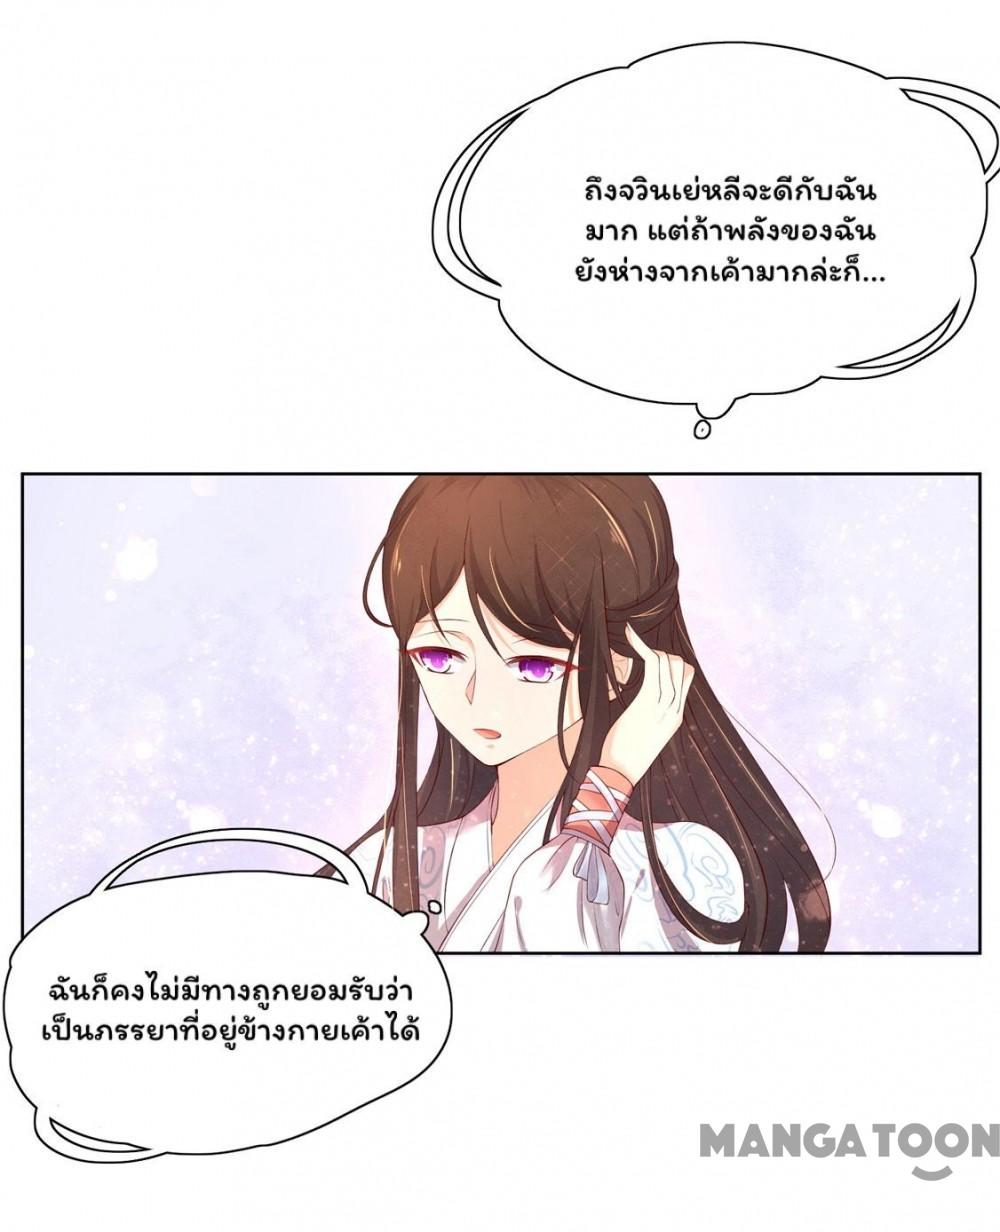 ถึงจวินเย่หลีจะดีกับฉัน
มาก แต่ถ้าพลังของฉัน
ยังห่างจากเค้ามากล่ะก็...
ฉันก็คงไม่มีทางถูกยอมรับว่า
เป็นภรรยาที่อยู่ข้างกายเค้าได้
MANGATOON